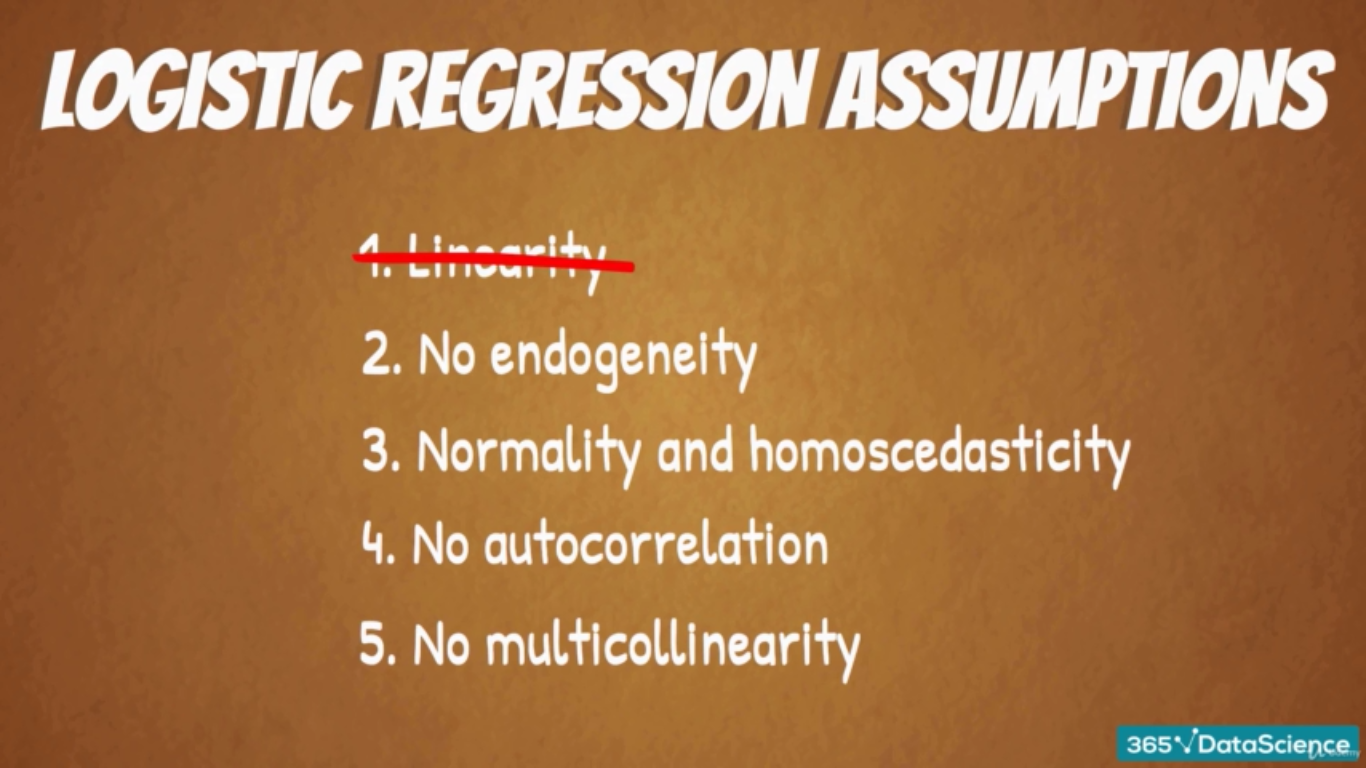 LOGISTIC REGRESSION ASSUMPTIONS
1. Linearity
2. No endogeneity
3. Normality and homoscedasticity
4. No autocorrelation
5. No multicollinearity
365 DataScience